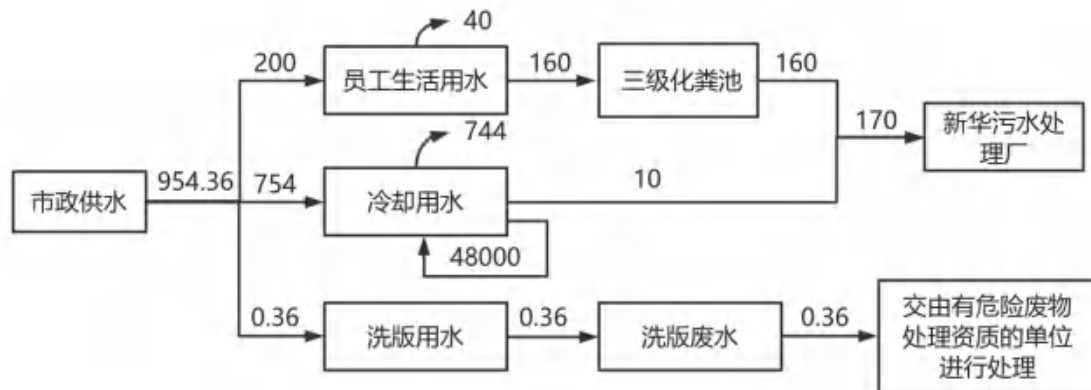 40
200
员工生活用水
160
三级化粪池
160
744
170
新华污水处
理厂
市政供水
954.36
754
冷却用水
10
48000
0.36
洗版用水
0.36
洗版废水
0.36
交由有危险废物
处理资质的单位
进行处理